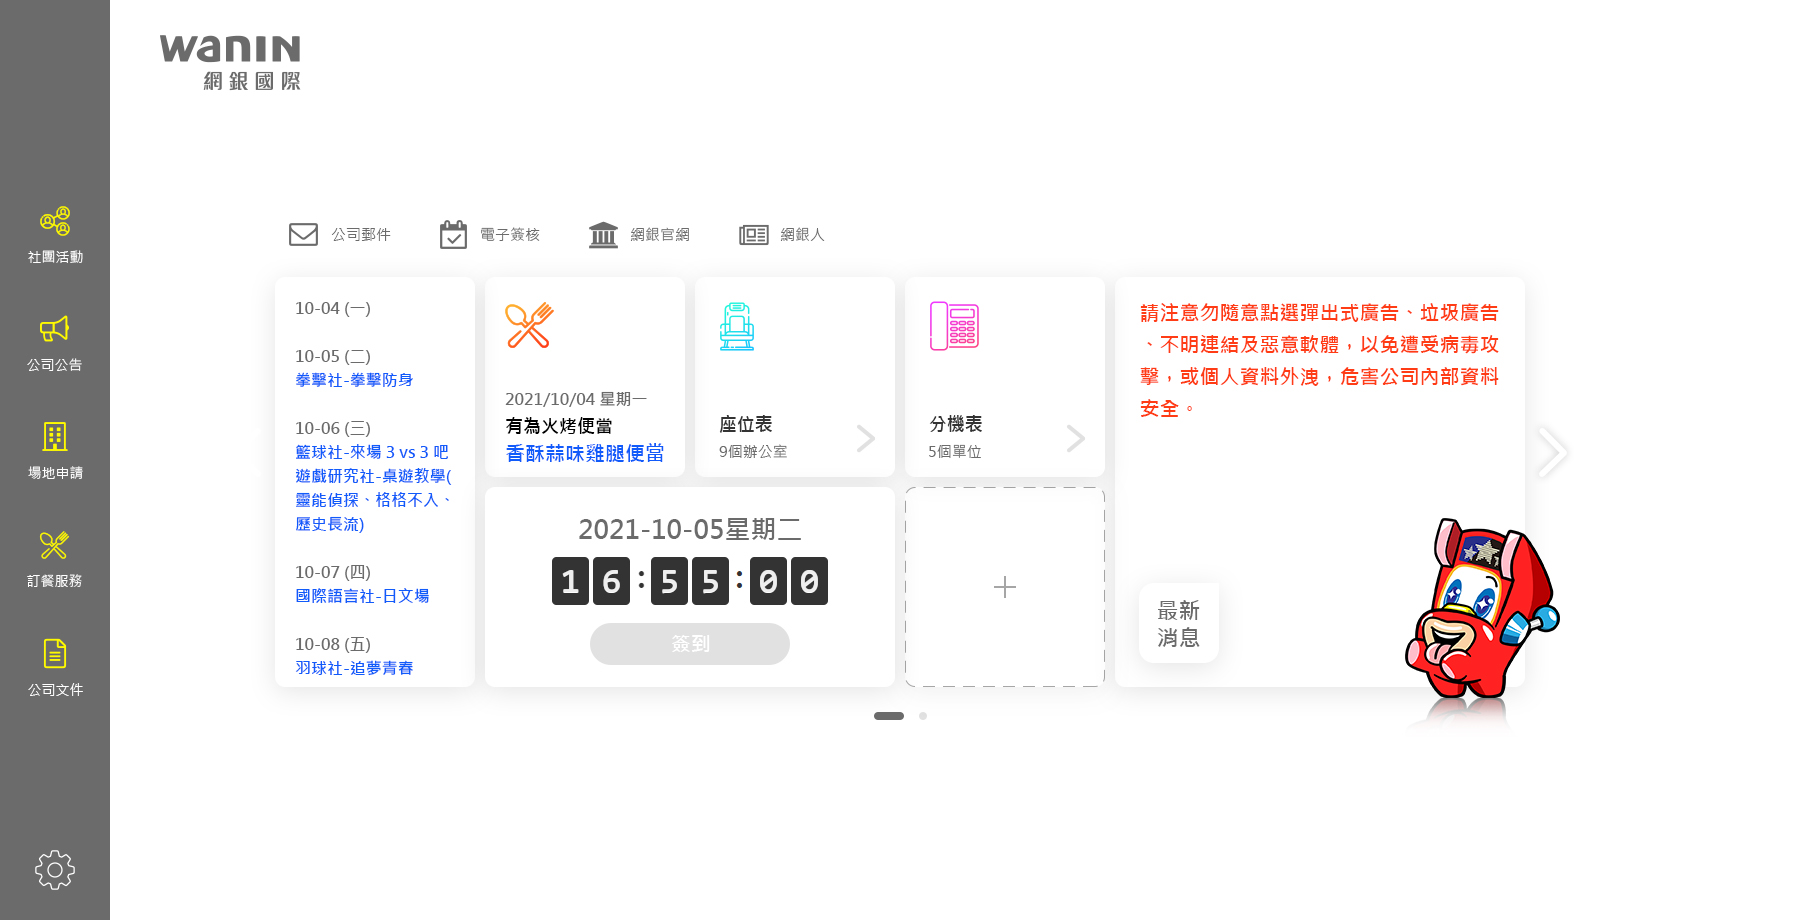 wanin
網銀國際
社團活動
公司公告
場地申請
訂餐服務
公司文件
公司郵件
電子簽核
網銀官網
網銀人
10-04 (一)
10-05 (二)
拳擊社-拳擊防身
10-06 (三)
籃球社-來場 3 vs 3 吧
遊戲研究社-桌遊教學(
靈能偵探、格格不入、
歷史長流)
10-07 (四)
國際語言社-日文場
10-08 (五)
羽球社-追夢青春
2021/10/04 星期一
有為火烤便當
香酥蒜味雞腿便當
座位表
9個辦公室
分機表
5個單位
2021-10-05星期二
16:55:00
簽到
請注意勿隨意點選彈出式廣告、垃圾廣告
、不明連結及惡意軟體，以免遭受病毒攻
擊，或個人資料外洩，危害公司內部資料
安全。
最新
消息